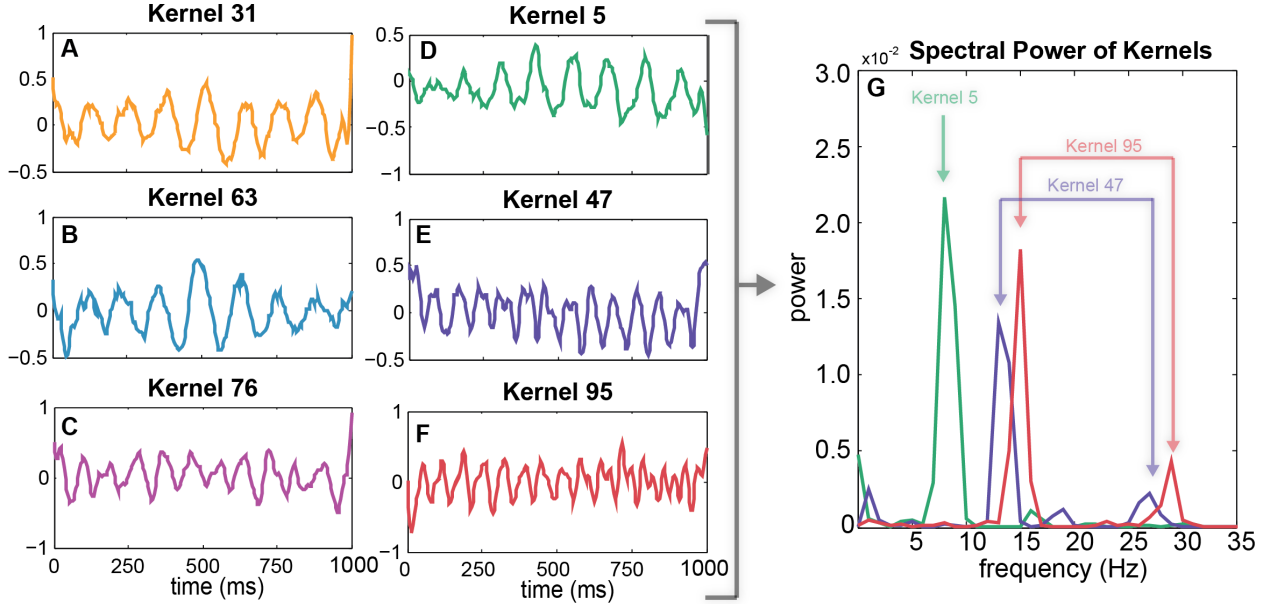 Kernel 31
A
1
0.5
0
−0.5
Kernel 63
B
1
0.5
0
−0.5
Kernel 76
C
1
0
−1
0 250 500 750 1000
time (ms)
Kernel 5
D
0.5
0
−0.5
−1
Kernel 47
E
1
0.5
0
−0.5
Kernel 95
F
1
0
−1
0 250 500 750 1000
time (ms)
x10⁻² Spectral Power of Kernels
G
Kernel 5
Kernel 95
Kernel 47
3.0
2.5
2.0
1.5
1.0
0.5
0
power
5 10 15 20 25 30 35
frequency (Hz)